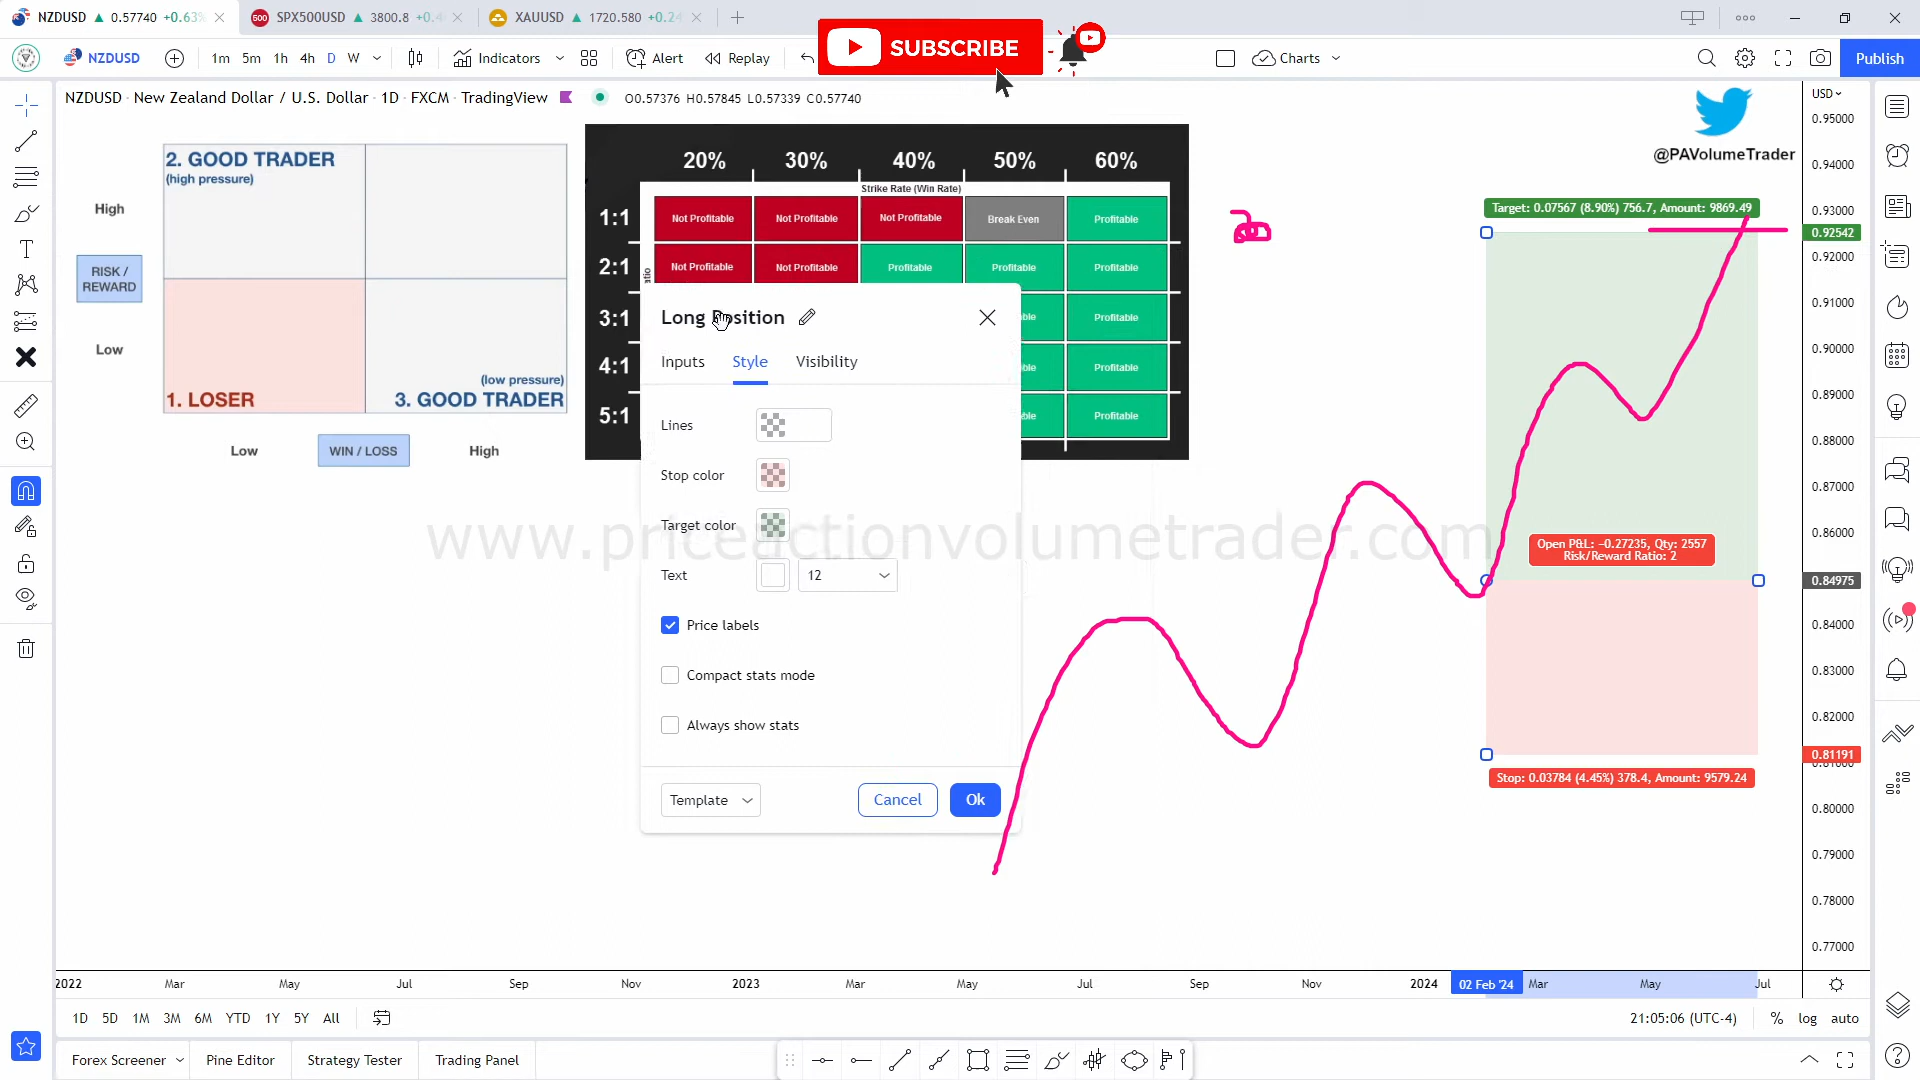 NZDUSD ▲ 0.57740 +0.63%
500 SPX500USD ▲ 3800.8 +0.4
XAUUSD ▲ 1720.580 +0.24
NZDUSD 1m 5m 1h 4h D W Indicators Alert Replay
SUBSCRIBE
Charts
Publish
NZDUSD · New Zealand Dollar / U.S. Dollar · 1D · FXCM · TradingView
O0.57376 H0.57845 L0.57339 C0.57740
USD
@PAVolumeTrader
2. GOOD TRADER
(high pressure)
High
RISK /
REWARD
Low
(low pressure)
1. LOSER
3. GOOD TRADER
Low
WIN / LOSS
High
20% 30% 40% 50% 60%
Strike Rate (Win Rate)
1:1 Not Profitable Not Profitable Not Profitable Break Even Profitable
2:1 Not Profitable Not Profitable Profitable Profitable Profitable
3:1 ble Profitable
4:1 ble Profitable
5:1 ble Profitable
Long Position
Inputs Style Visibility
Lines
Stop color
Target color
Text 12
Price labels
Compact stats mode
Always show stats
Template Cancel Ok
www.priceactionvolumetrader.com
Target: 0.07567 (8.90%) 756.7, Amount: 9869.49
Open P&L: −0.27235, Qty: 2557
Risk/Reward Ratio: 2
Stop: 0.03784 (4.45%) 378.4, Amount: 9579.24
0.95000
0.94000
0.93000
0.92542
0.92000
0.91000
0.90000
0.89000
0.88000
0.87000
0.86000
0.84975
0.84000
0.83000
0.82000
0.81191
0.80000
0.79000
0.78000
0.77000
2022 Mar May Jul Sep Nov 2023 Mar May Jul Sep Nov 2024 02 Feb '24 Mar May Jul
1D 5D 1M 3M 6M YTD 1Y 5Y All
21:05:06 (UTC-4) % log auto
Forex Screener Pine Editor Strategy Tester Trading Panel